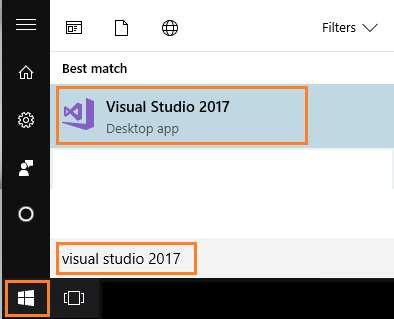 Filters
Best match
Visual Studio 2017
Desktop app
visual studio 2017